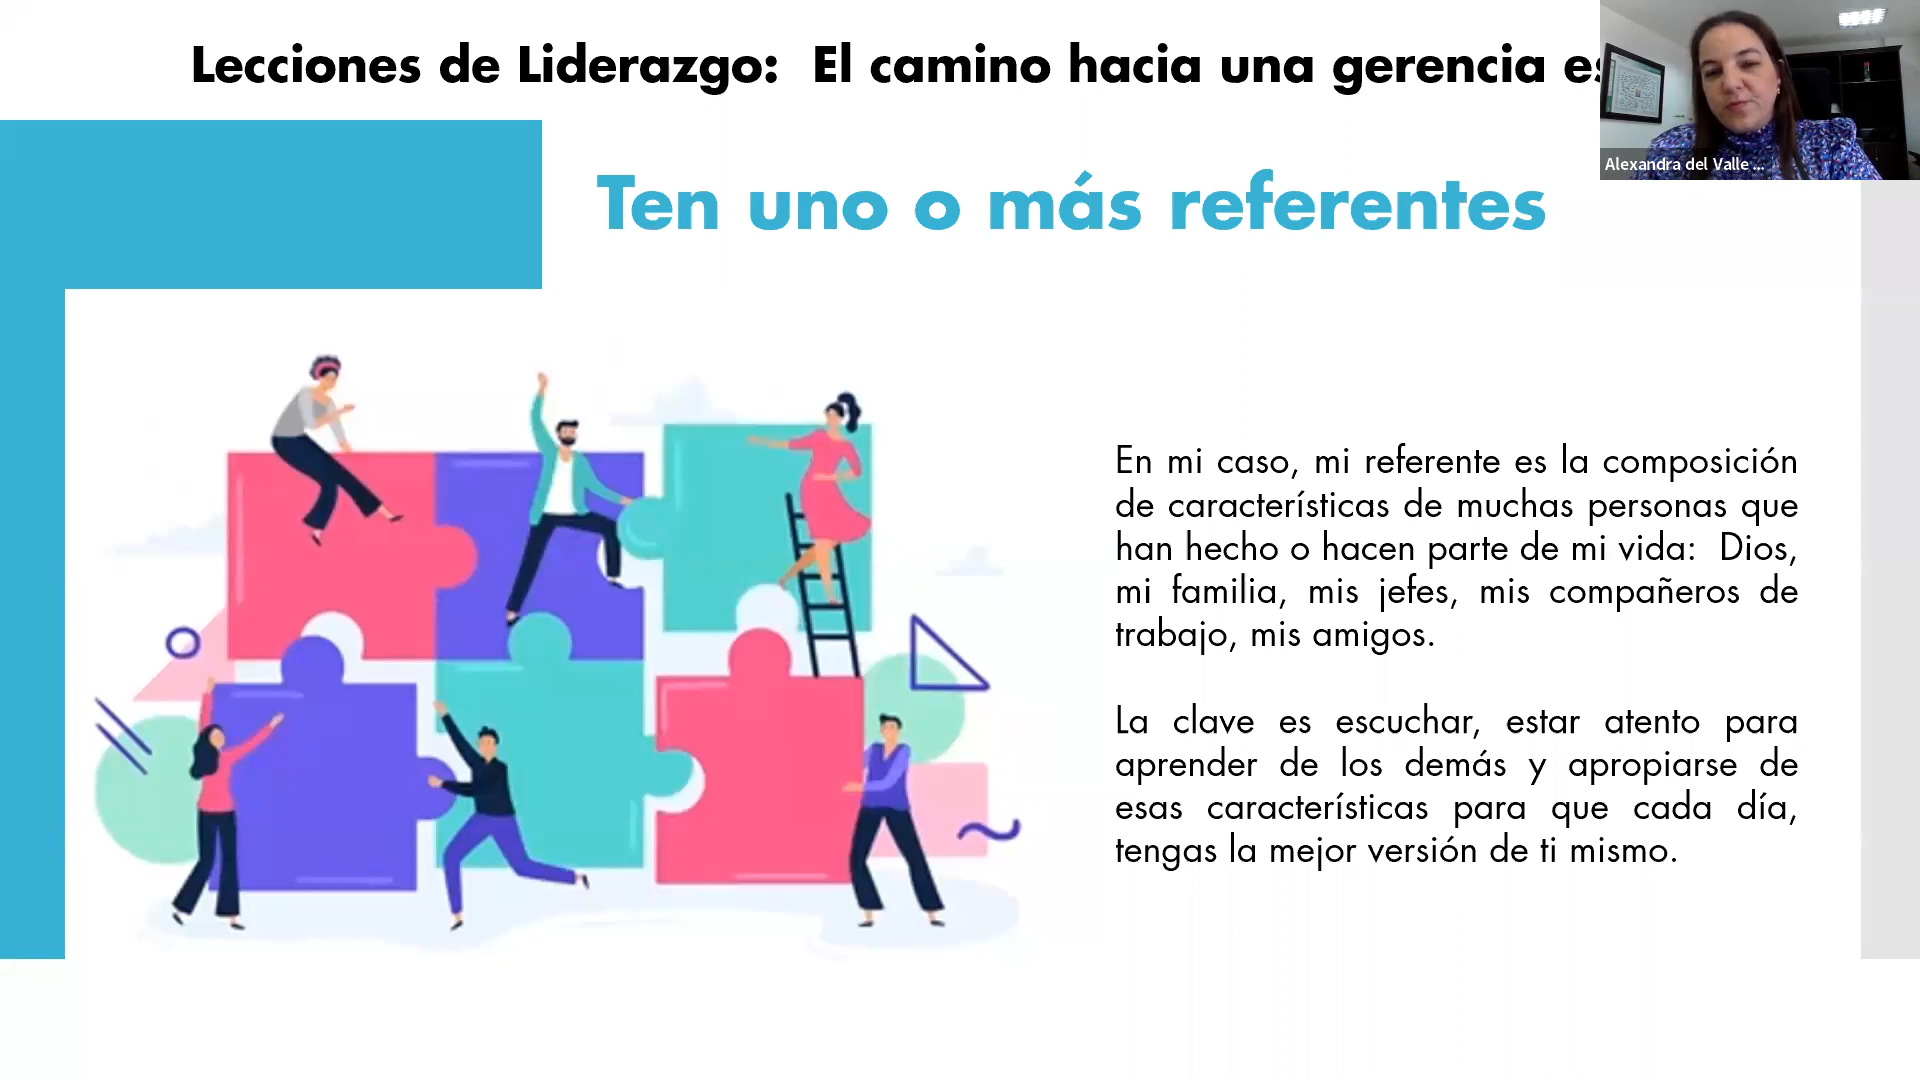 Lecciones de Liderazgo: El camino hacia una gerencia
Alexandra del Valle ...
Ten uno o más referentes
En mi caso, mi referente es la composición
de características de muchas personas que
han hecho o hacen parte de mi vida: Dios,
mi familia, mis jefes, mis compañeros de
trabajo, mis amigos.
La clave es escuchar, estar atento para
aprender de los demás y apropiarse de
esas características para que cada día,
tengas la mejor versión de ti mismo.